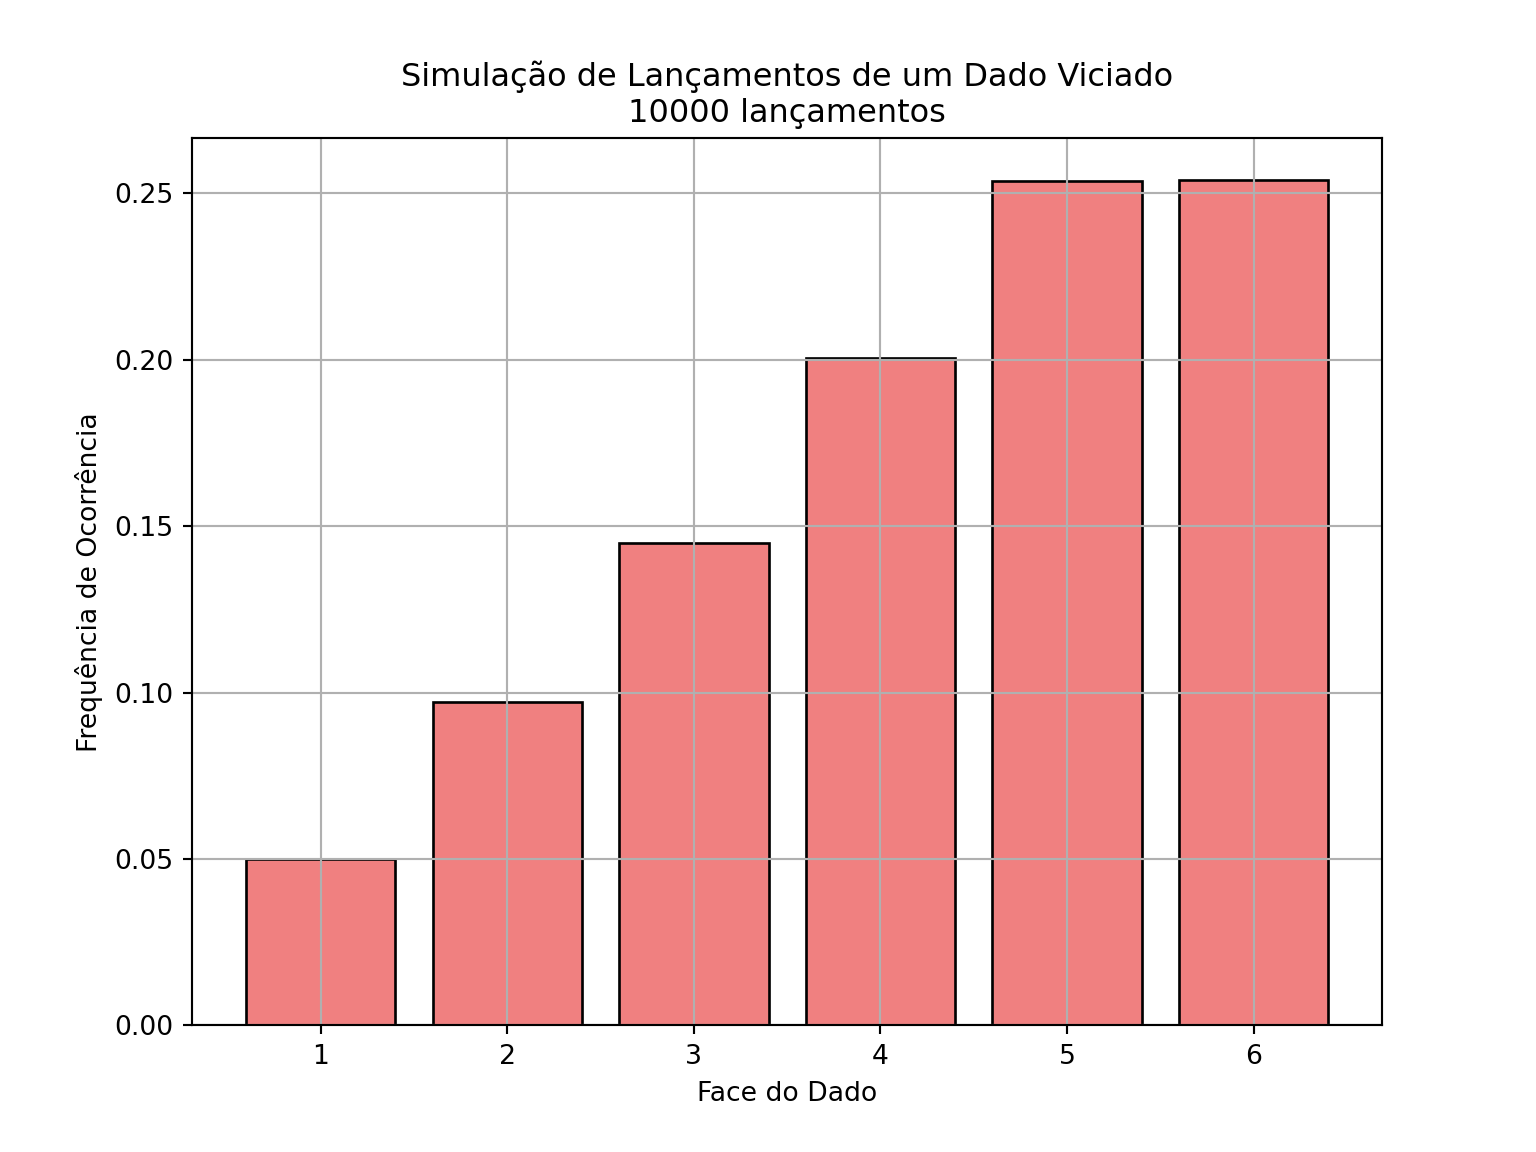 Simulação de Lançamentos de um Dado Viciado
10000 lançamentos
Frequência de Ocorrência
0.25
0.20
0.15
0.10
0.05
0.00
1 2 3 4 5 6
Face do Dado